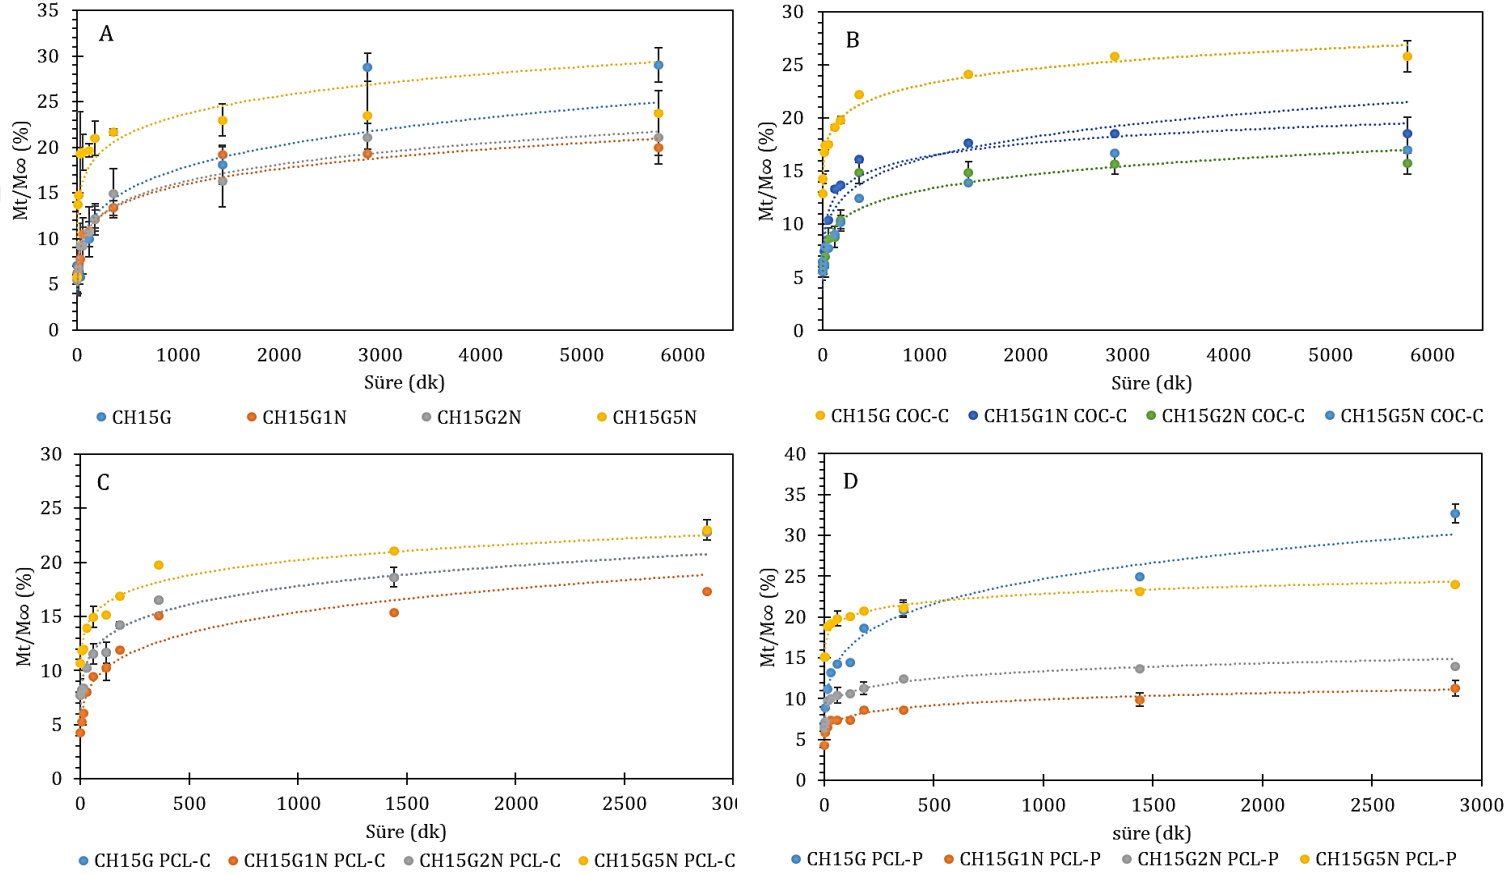 A
35
30
25
20
15
10
5
0
Mt/M∞ (%)
0 1000 2000 3000 4000 5000 6000
Süre (dk)
CH15G CH15G1N CH15G2N CH15G5N
B
30
25
20
15
10
5
0
Mt/M∞ (%)
0 1000 2000 3000 4000 5000 6000
Süre (dk)
CH15G COC-C CH15G1N COC-C CH15G2N COC-C CH15G5N COC-C
C
30
25
20
15
10
5
0
Mt/M∞ (%)
0 500 1000 1500 2000 2500
Süre (dk)
CH15G PCL-C CH15G1N PCL-C CH15G2N PCL-C CH15G5N PCL-C
D
40
35
30
25
20
15
10
5
0
Mt/M∞ (%)
0 500 1000 1500 2000 2500 3000
süre (dk)
CH15G PCL-P CH15G1N PCL-P CH15G2N PCL-P CH15G5N PCL-P